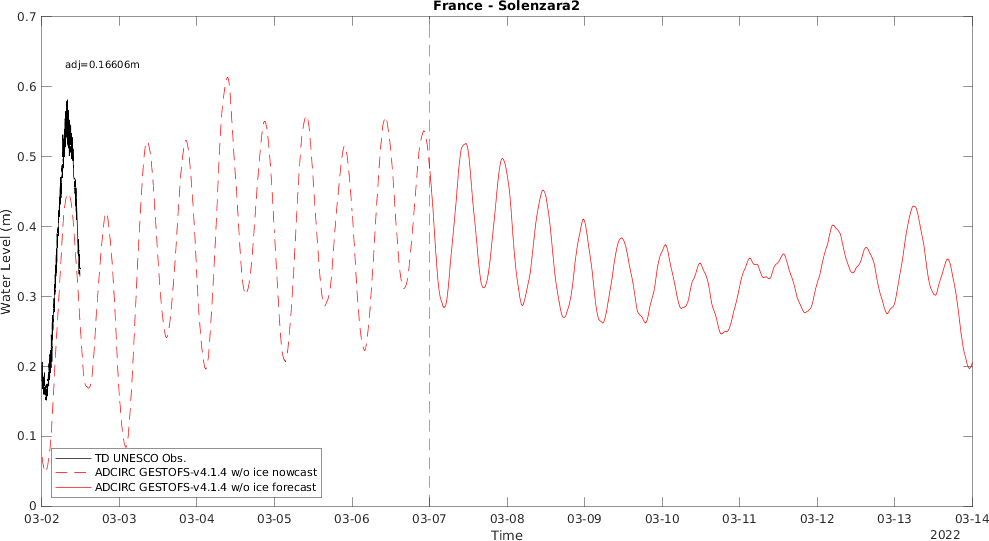 France - Solenzara2
adj=0.16606m
0.7
0.6
0.5
0.4
0.3
0.2
0.1
0
Water Level (m)
TD UNESCO Obs.
ADCIRC GESTOFS-v4.1.4 w/o ice nowcast
ADCIRC GESTOFS-v4.1.4 w/o ice forecast
03-02 03-03 03-04 03-05 03-06 03-07 03-08 03-09 03-10 03-11 03-12 03-13 03-14
Time
2022